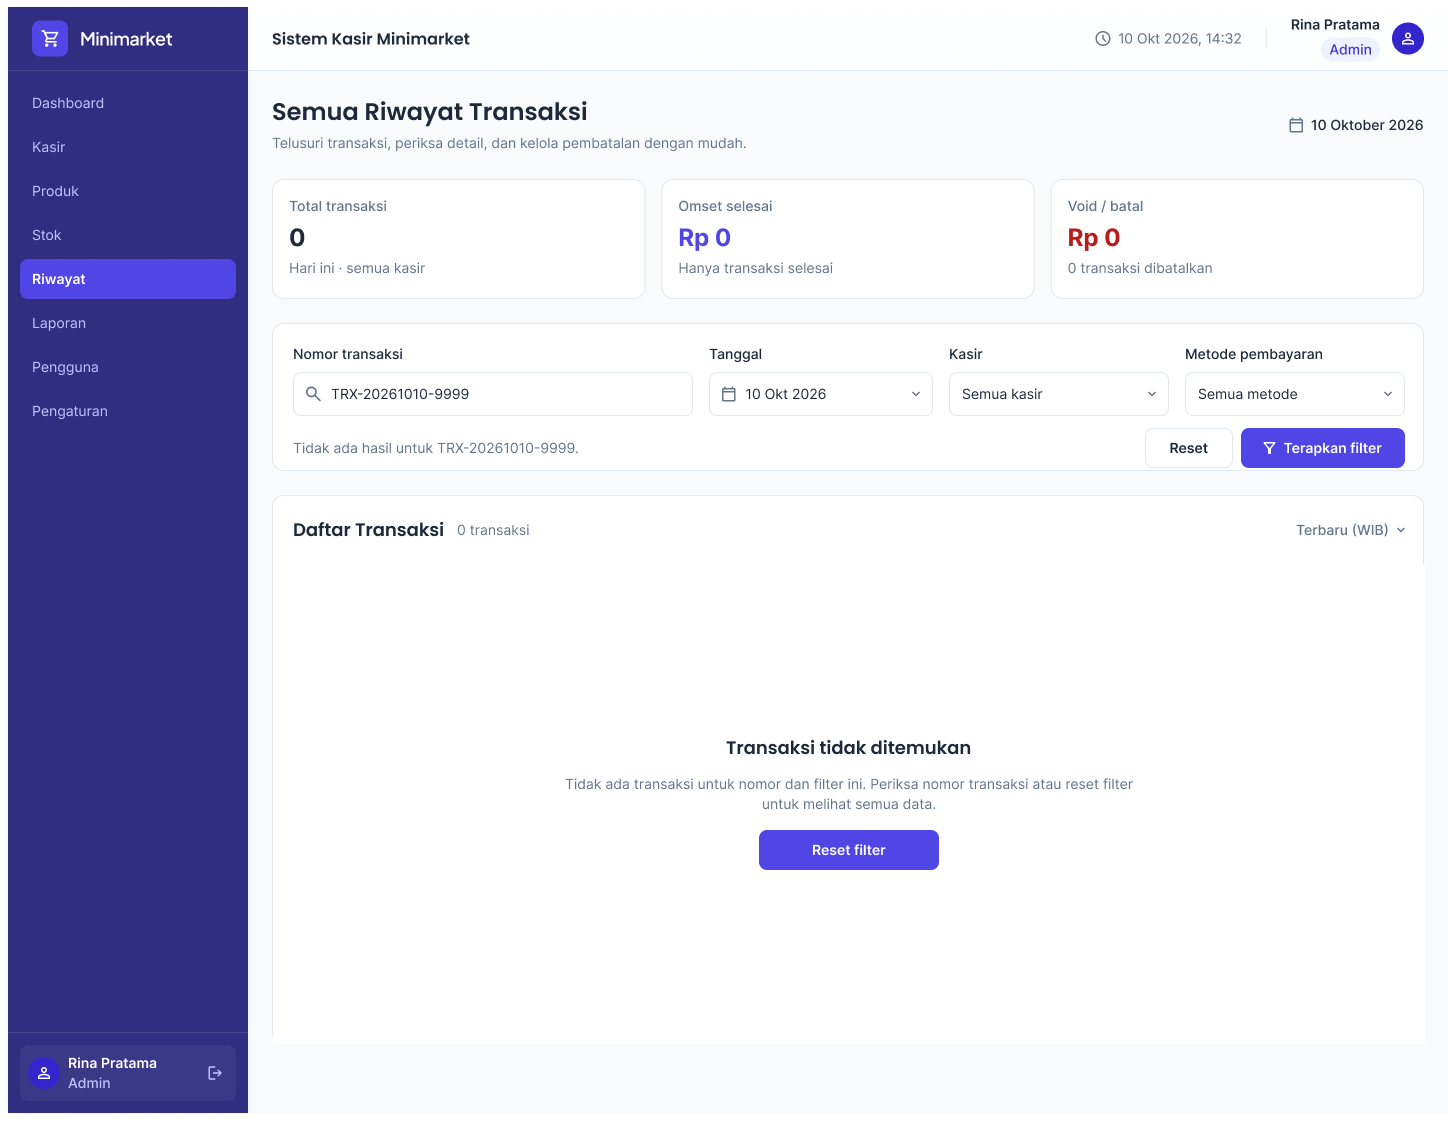 Minimarket
Sistem Kasir Minimarket
10 Okt 2026, 14:32
Rina Pratama
Admin
Dashboard
Kasir
Produk
Stok
Riwayat
Laporan
Pengguna
Pengaturan
Rina Pratama
Admin
Semua Riwayat Transaksi
Telusuri transaksi, periksa detail, dan kelola pembatalan dengan mudah.
10 Oktober 2026
Total transaksi
0
Hari ini · semua kasir
Omset selesai
Rp 0
Hanya transaksi selesai
Void / batal
Rp 0
0 transaksi dibatalkan
Nomor transaksi
TRX-20261010-9999
Tanggal
10 Okt 2026
Kasir
Semua kasir
Metode pembayaran
Semua metode
Tidak ada hasil untuk TRX-20261010-9999.
Reset
Terapkan filter
Daftar Transaksi
0 transaksi
Terbaru (WIB)
Transaksi tidak ditemukan
Tidak ada transaksi untuk nomor dan filter ini. Periksa nomor transaksi atau reset filter
untuk melihat semua data.
Reset filter